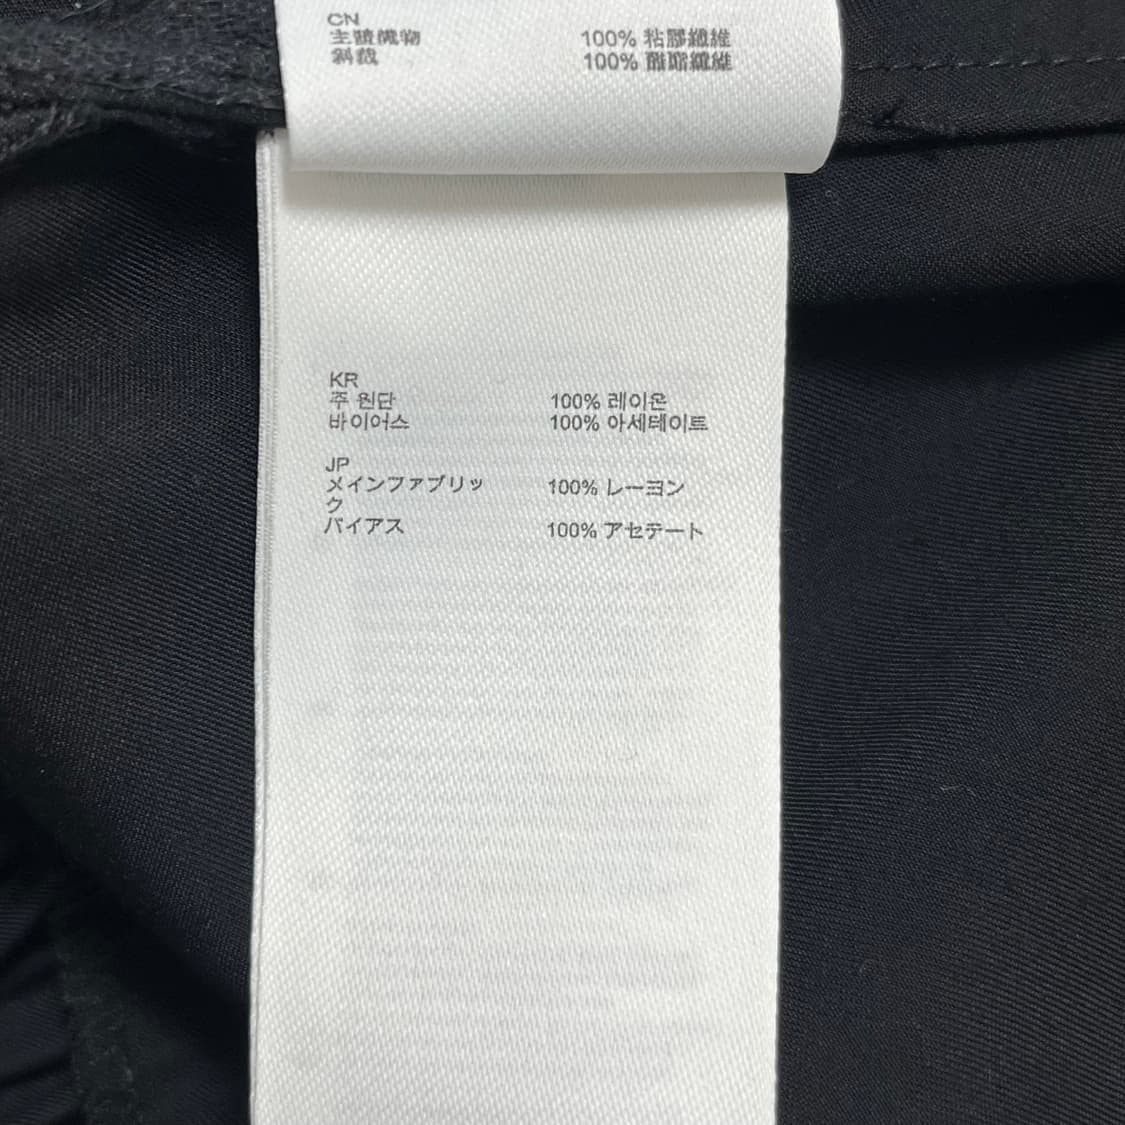 CN
主要織物 100% 粘膠纖維
斜裁 100% 醋酯纖維
KR
주 원단 100% 레이온
바이어스 100% 아세테이트
JP
メインファブリッ 100% レーヨン
ク
バイアス 100% アセテート